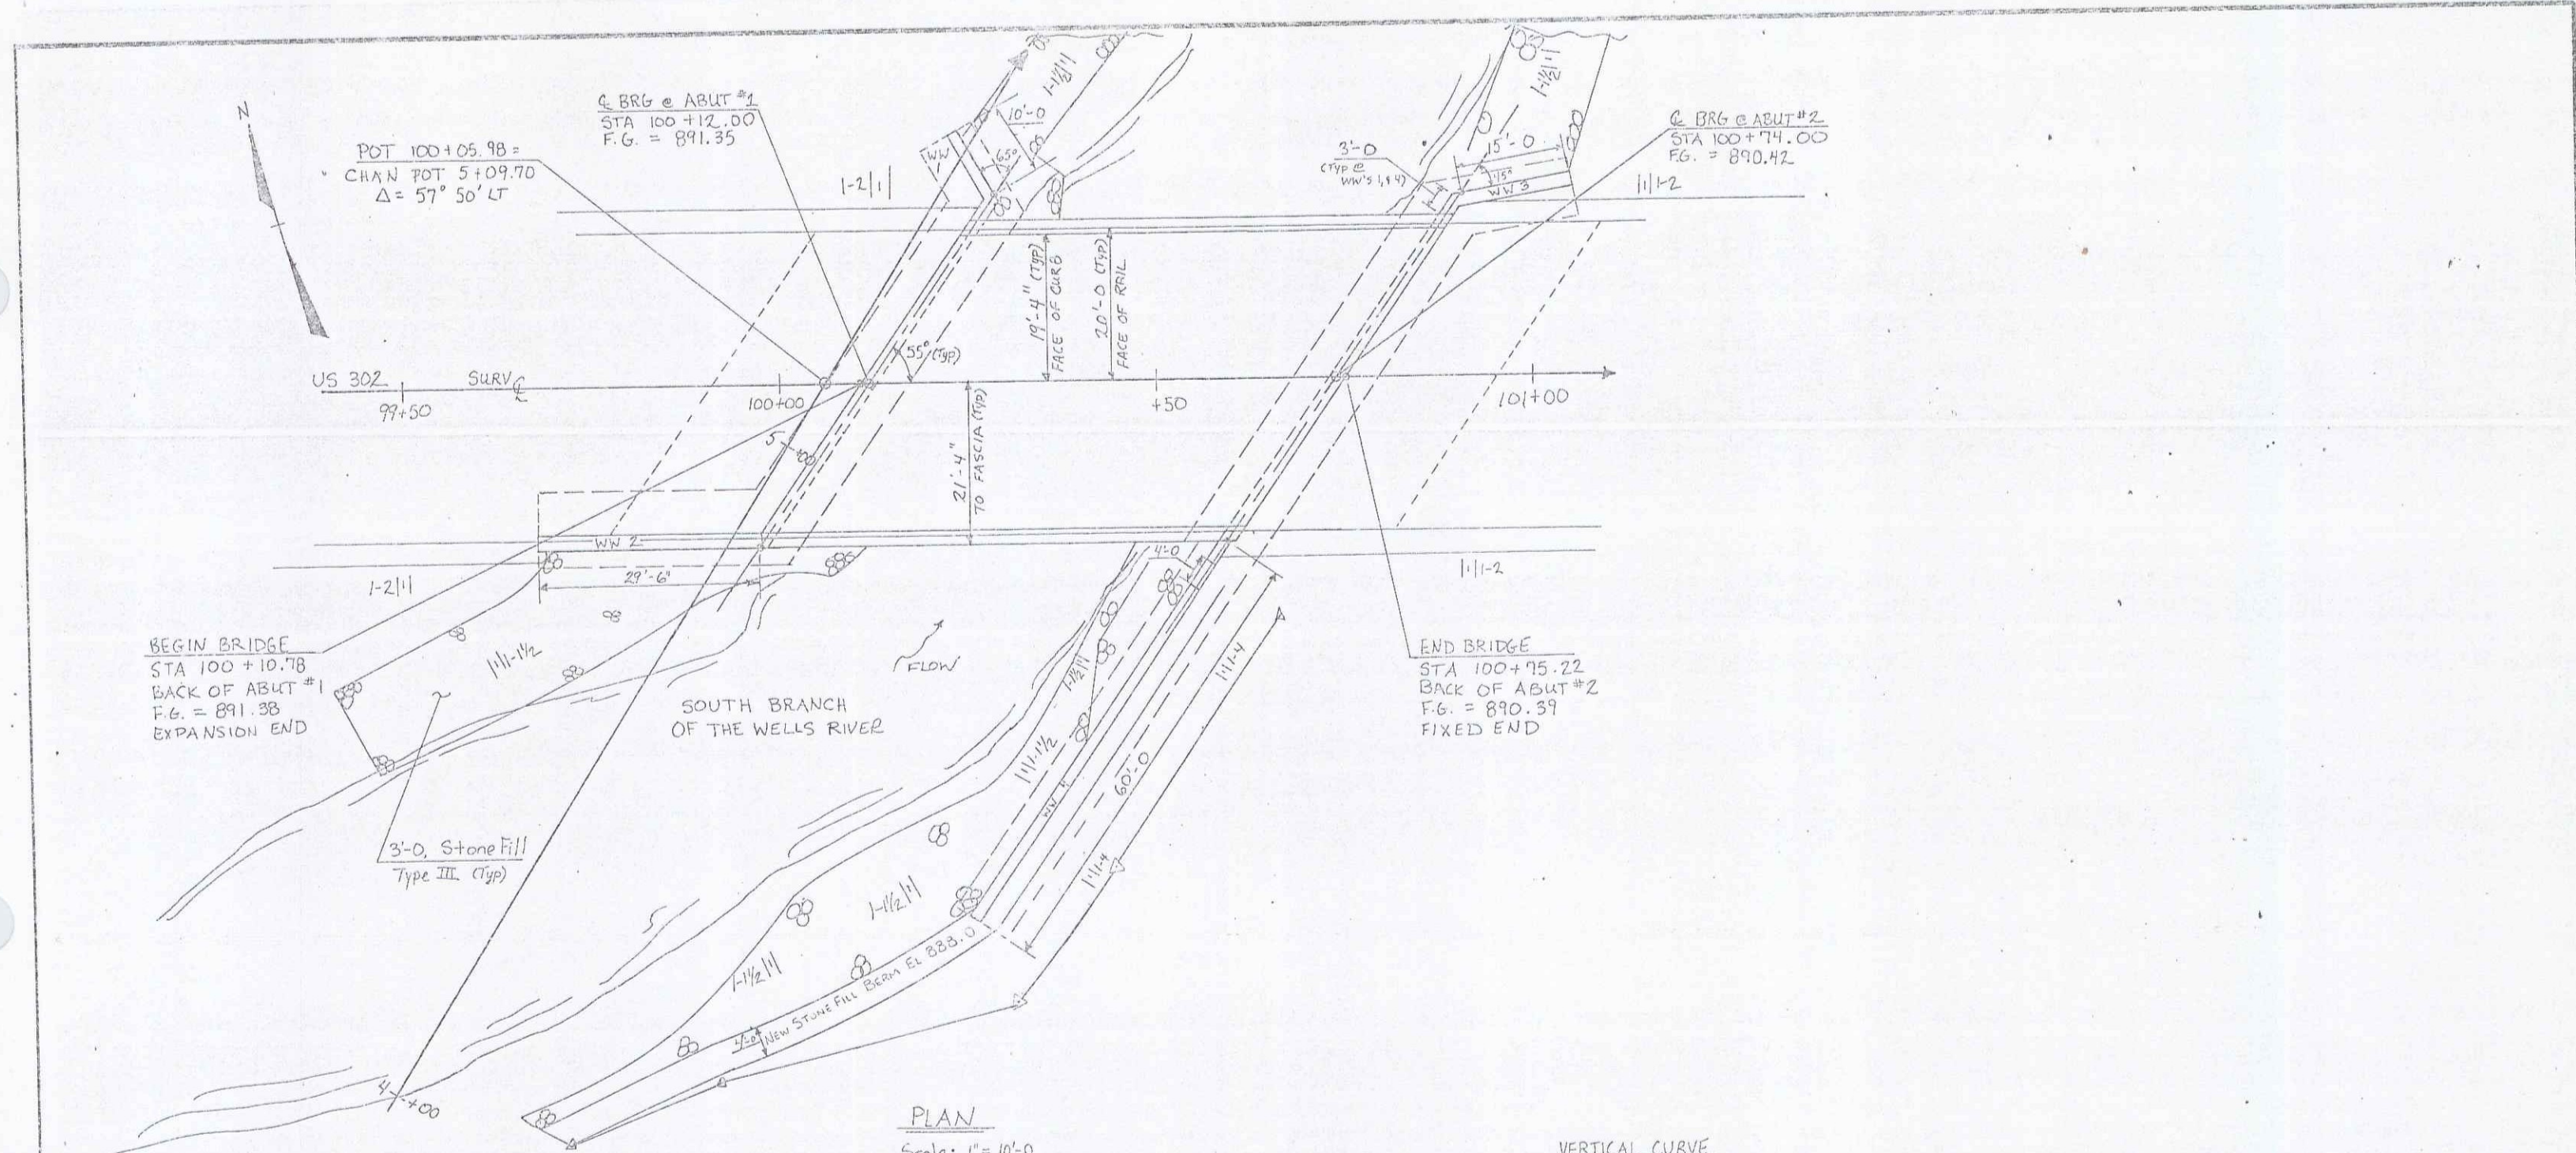 N
POT 100+05.98 =
CHAN POT 5+09.70
Δ= 57° 50' LT
℄ BRG @ ABUT #1
STA 100+12.00
F.G. = 891.35
1-2|1|
WW
10'-0
65°
1-1½|1|
1-1½|1|
3'-0
(TYP @
WW'S 1, & 4)
15'-0
WW 3
℄ BRG @ ABUT #2
STA 100+74.00
F.G. = 890.42
|1|1-2
19'-4" (TYP)
FACE OF CURB
20'-0 (TYP)
FACE OF RAIL
55° (TYP)
US 302 SURV ℄
99+50
100+00
+50
101+00
5+00
21'-4"
TO FASCIA (TYP)
WW 2
29'-6"
1-2|1|
4'-0
|1|1-2
BEGIN BRIDGE
STA 100+10.78
BACK OF ABUT #1
F.G. = 891.38
EXPANSION END
|1|1-1½
FLOW
SOUTH BRANCH
OF THE WELLS RIVER
1-1½|1|
|1|1-4
END BRIDGE
STA 100+75.22
BACK OF ABUT #2
F.G. = 890.39
FIXED END
|1|1-1½
WW 4
60'-0
3'-0, Stone Fill
Type III (Typ)
|1|1-4
1-1½|1|
1-1½|1|
NEW STONE FILL BERM EL 888.0
4'-0"
4+00
PLAN
Scale: 1" = 10'-0
VERTICAL CURVE